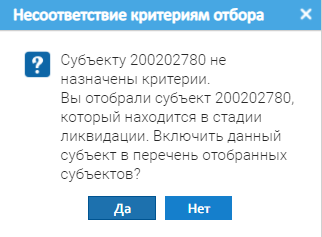 Несоответствие критериям отбора
Субъекту 200202780 не
назначены критерии.
Вы отобрали субъект 200202780,
который находится в стадии
ликвидации. Включить данный
субъект в перечень отобранных
субъектов?
Да Нет